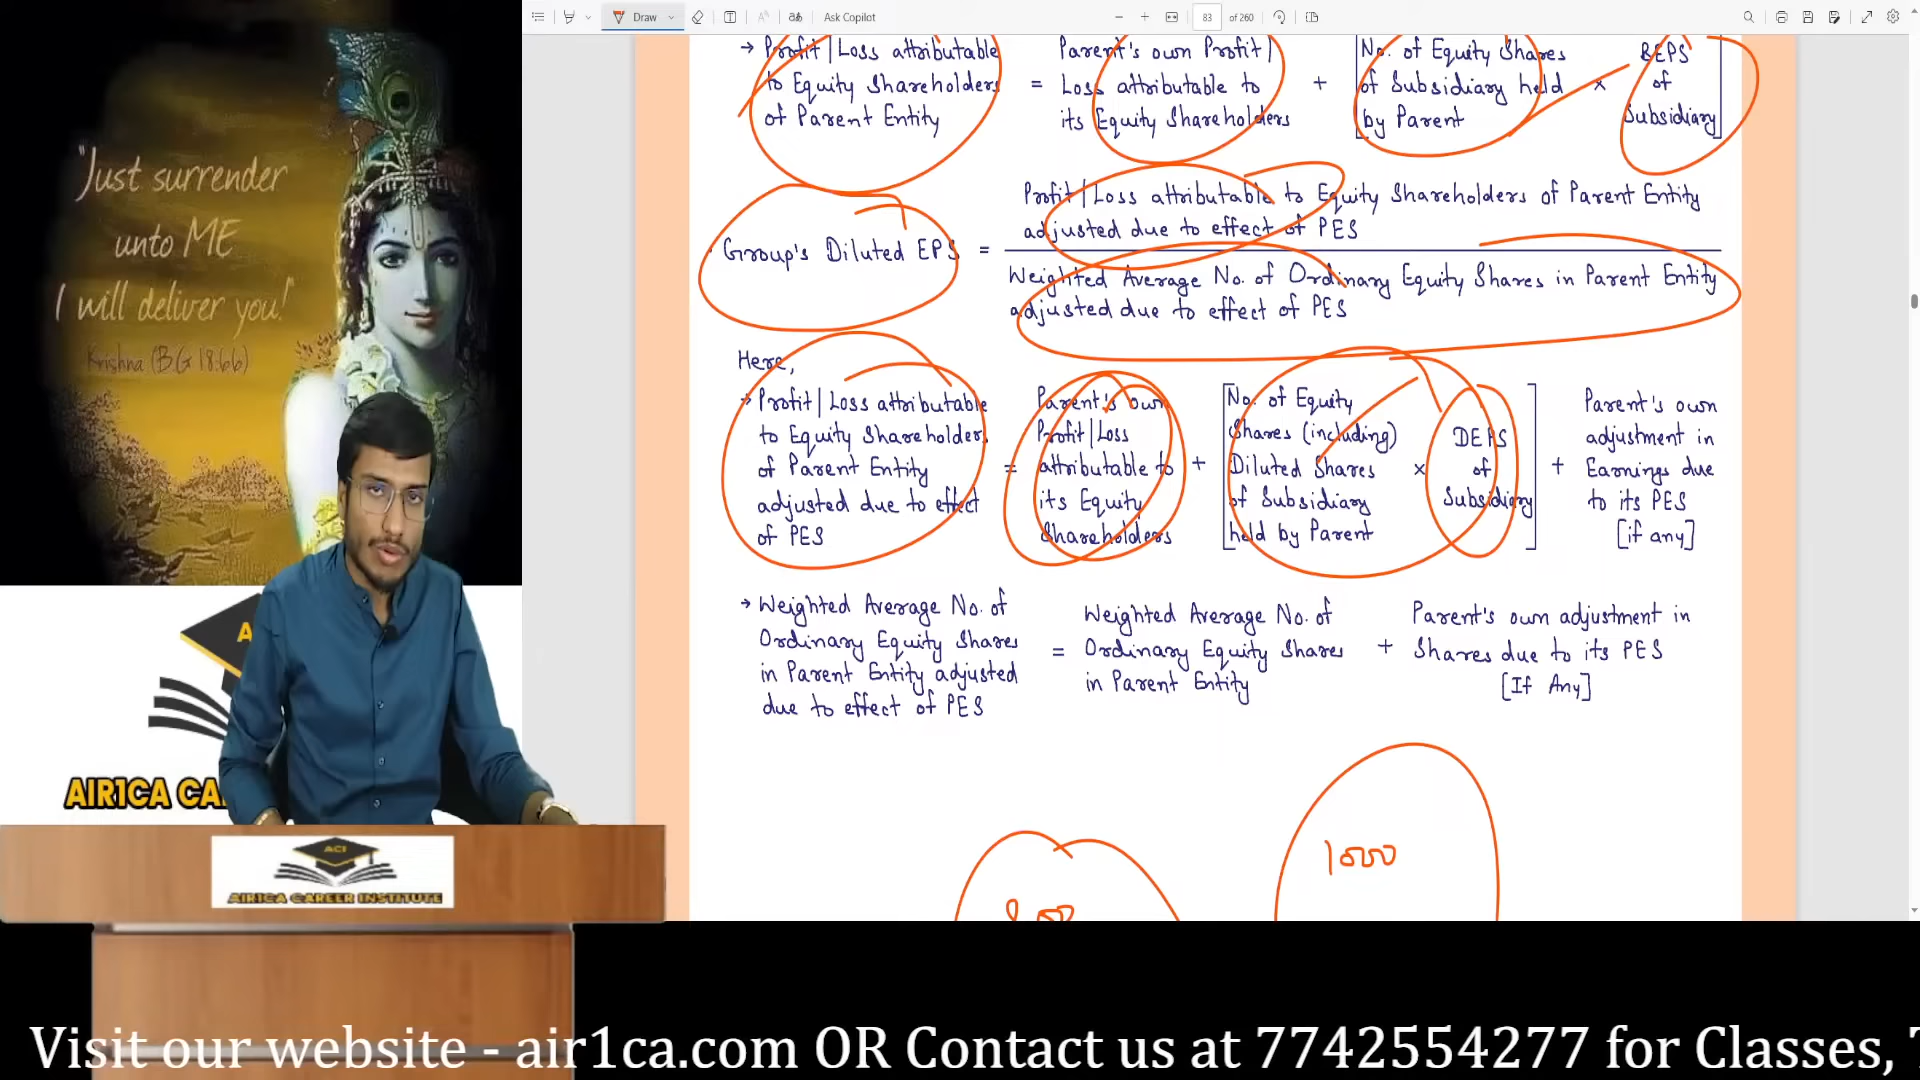 Draw
Ask Copilot
83 of 260
→ Profit | Loss attributable to Equity Shareholders of Parent Entity = Parent's own Profit | Loss attributable to its Equity Shareholders + [No. of Equity Shares of Subsidiary held by Parent × BEPS of Subsidiary]
Group's Diluted EPS =
Profit | Loss attributable to Equity Shareholders of Parent Entity
adjusted due to effect of PES
Weighted Average No. of Ordinary Equity Shares in Parent Entity
adjusted due to effect of PES
Here,
→ Profit | Loss attributable
to Equity Shareholders
of Parent Entity
adjusted due to effect
of PES
=
Parent's own
Profit | Loss
attributable to
its Equity
Shareholders
+
[No. of Equity
Shares (including)
Diluted Shares
of Subsidiary
held by Parent
×
DEPS
of
Subsidiary]
+
Parent's own
adjustment in
Earnings due
to its PES
[if any]
→ Weighted Average No. of
Ordinary Equity Shares
in Parent Entity adjusted
due to effect of PES
=
Weighted Average No. of
Ordinary Equity Shares
in Parent Entity
+
Parent's own adjustment in
Shares due to its PES
[If Any]
1000
"Just surrender
unto ME
I will deliver you!"
Krishna (B.G 18:66)
AIR1CA CA
ACI
AIR1CA CAREER INSTITUTE
Visit our website - air1ca.com OR Contact us at 7742554277 for Classes,